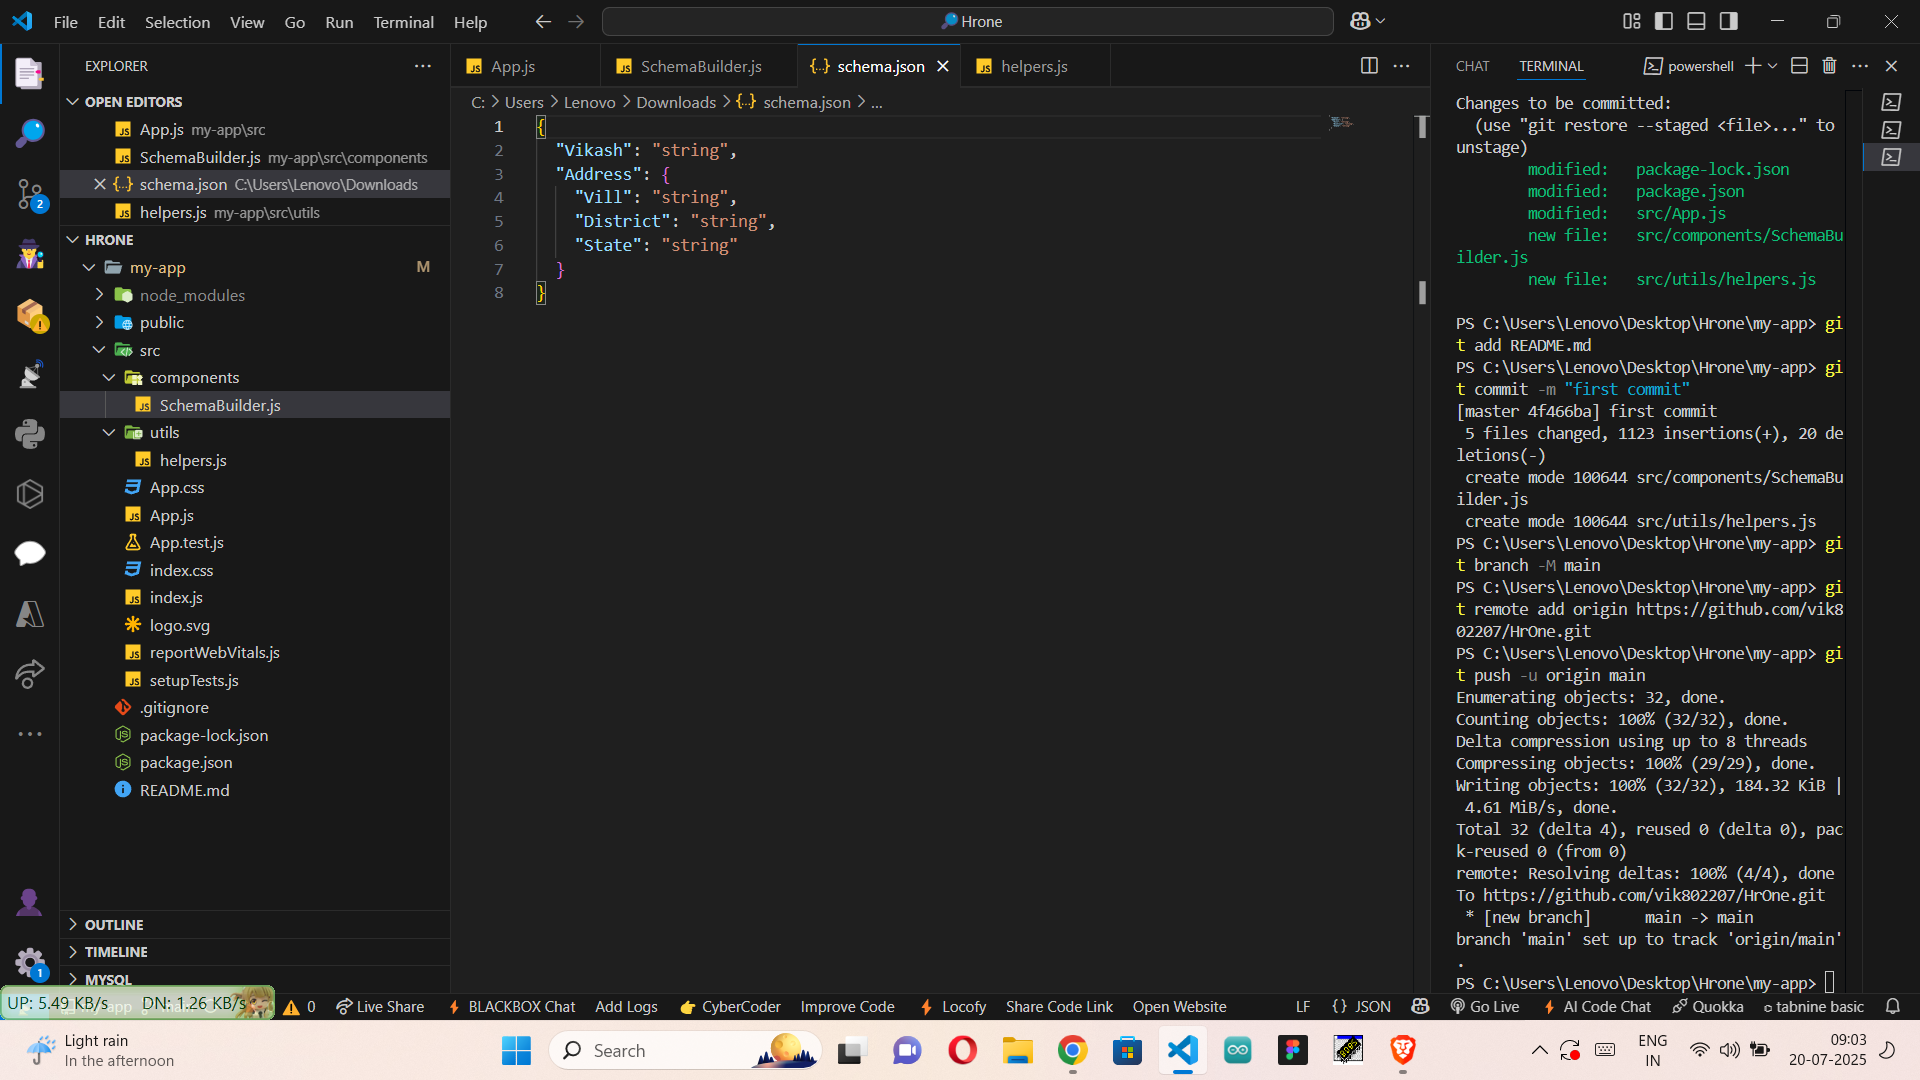 File Edit Selection View Go Run Terminal Help
Hrone
EXPLORER
OPEN EDITORS
App.js my-app\src
SchemaBuilder.js my-app\src\components
schema.json C:\Users\Lenovo\Downloads
helpers.js my-app\src\utils
HRONE
my-app M
node_modules
public
src
components
SchemaBuilder.js
utils
helpers.js
App.css
App.js
App.test.js
index.css
index.js
logo.svg
reportWebVitals.js
setupTests.js
.gitignore
package-lock.json
package.json
README.md
OUTLINE
TIMELINE
MYSQL
2
1
App.js SchemaBuilder.js schema.json helpers.js
C: > Users > Lenovo > Downloads > schema.json > ...
1 {
2 "Vikash": "string",
3 "Address": {
4 "Vill": "string",
5 "District": "string",
6 "State": "string"
7 }
8 }
CHAT TERMINAL powershell
Changes to be committed:
(use "git restore --staged <file>..." to
unstage)
modified: package-lock.json
modified: package.json
modified: src/App.js
new file: src/components/SchemaBu
ilder.js
new file: src/utils/helpers.js
PS C:\Users\Lenovo\Desktop\Hrone\my-app> gi
t add README.md
PS C:\Users\Lenovo\Desktop\Hrone\my-app> gi
t commit -m "first commit"
[master 4f466ba] first commit
5 files changed, 1123 insertions(+), 20 de
letions(-)
create mode 100644 src/components/SchemaBu
ilder.js
create mode 100644 src/utils/helpers.js
PS C:\Users\Lenovo\Desktop\Hrone\my-app> gi
t branch -M main
PS C:\Users\Lenovo\Desktop\Hrone\my-app> gi
t remote add origin https://github.com/vik8
02207/HrOne.git
PS C:\Users\Lenovo\Desktop\Hrone\my-app> gi
t push -u origin main
Enumerating objects: 32, done.
Counting objects: 100% (32/32), done.
Delta compression using up to 8 threads
Compressing objects: 100% (29/29), done.
Writing objects: 100% (32/32), 184.32 KiB |
4.61 MiB/s, done.
Total 32 (delta 4), reused 0 (delta 0), pac
k-reused 0 (from 0)
remote: Resolving deltas: 100% (4/4), done
To https://github.com/vik802207/HrOne.git
* [new branch] main -> main
branch 'main' set up to track 'origin/main'
.
PS C:\Users\Lenovo\Desktop\Hrone\my-app>
UP: 5.49 KB/s DN: 1.26 KB/s
0 Live Share BLACKBOX Chat Add Logs CyberCoder Improve Code Locofy Share Code Link Open Website LF {} JSON Go Live AI Code Chat Quokka tabnine basic
Light rain
In the afternoon
Search
ENG
IN
09:03
20-07-2025